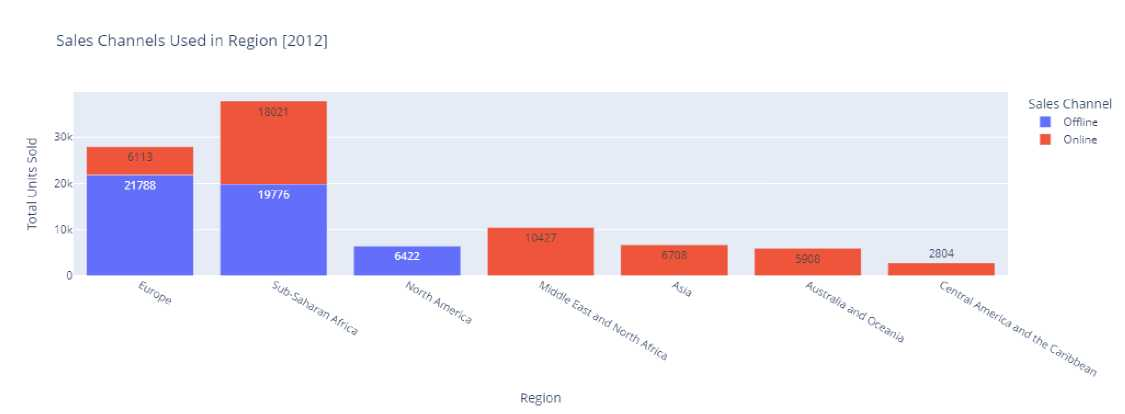 Sales Channels Used in Region [2012]
Sales Channel
Offline
Online
Total Units Sold
30k
20k
10k
0
6113
21788
18021
19776
6422
10427
6708
5908
2804
Europe
Sub-Saharan Africa
North America
Middle East and North Africa
Asia
Australia and Oceania
Central America and the Caribbean
Region